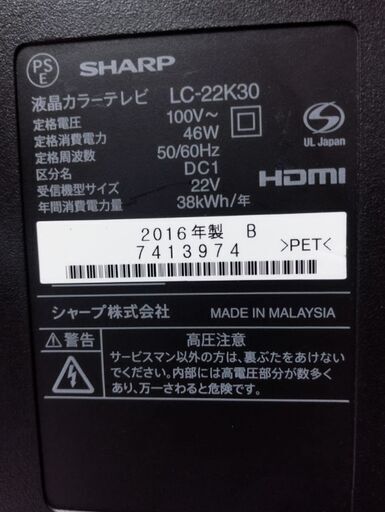 PS
E
SHARP
液晶カラーテレビ LC-22K30
定格電圧 100V～
定格消費電力 46W
定格周波数 50/60Hz
区分名 DC1
受信機型サイズ 22V
年間消費電力量 38kWh/年
S
UL Japan
HDMI
2016年製 B
7413974
>PET<
シャープ株式会社 MADE IN MALAYSIA
⚠警告 高圧注意
サービスマン以外の方は、裏ぶたをあけない
でください。内部には高電圧部分が数多く
あり、万一さわると危険です。